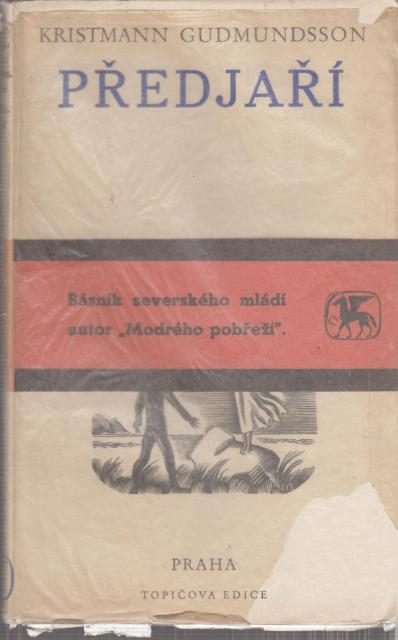 KRISTMANN GUDMUNDSSON
PŘEDJAŘÍ
Básník severského mládí
autor „Modrého pobřeží".
PRAHA
TOPIČOVA EDICE